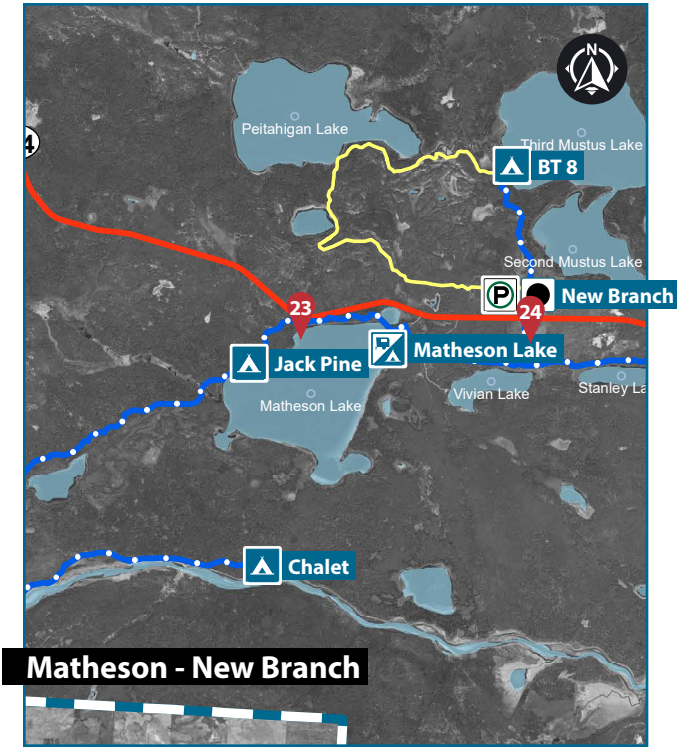 N
Peitahigan Lake
Third Mustus Lake
4
BT 8
Second Mustus Lake
P
New Branch
23
24
Matheson Lake
Jack Pine
Vivian Lake
Stanley La
Matheson Lake
Chalet
Matheson - New Branch